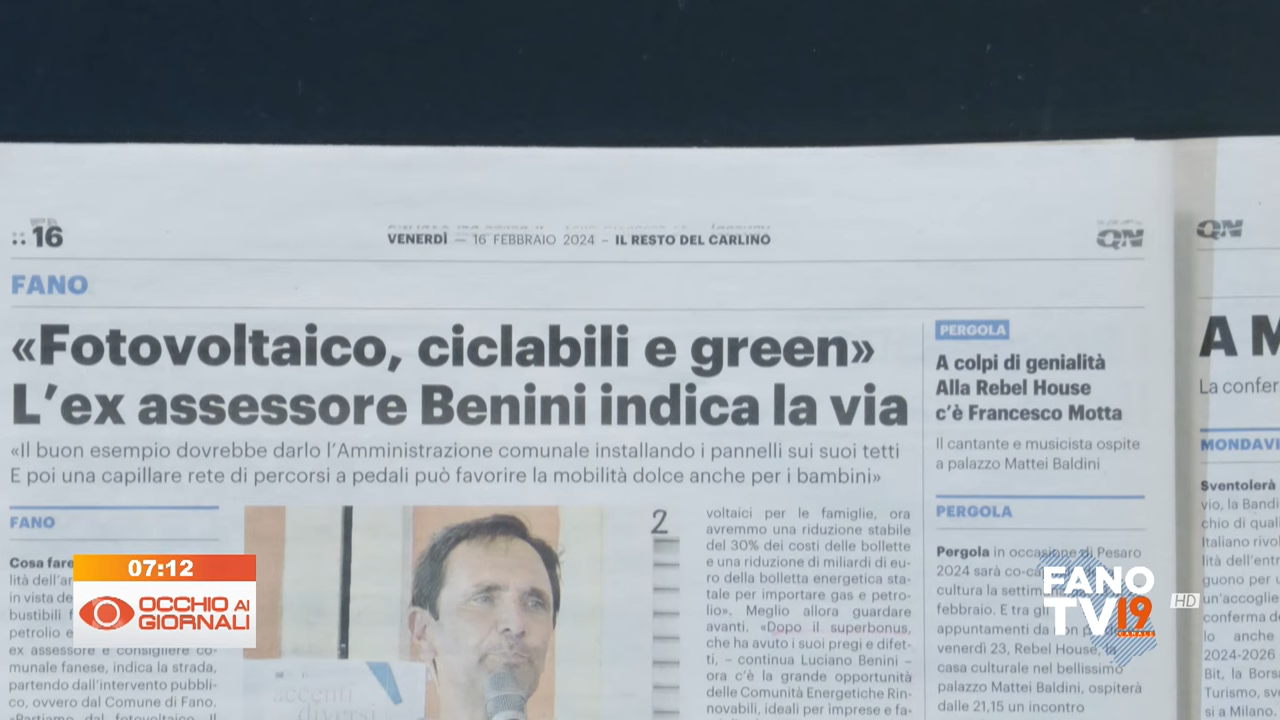 :: 16
VENERDÌ — 16 FEBBRAIO 2024 – IL RESTO DEL CARLINO
QN
QN
FANO
«Fotovoltaico, ciclabili e green»
L'ex assessore Benini indica la via
«Il buon esempio dovrebbe darlo l'Amministrazione comunale installando i pannelli sui suoi tetti
E poi una capillare rete di percorsi a pedali può favorire la mobilità dolce anche per i bambini»
FANO
Cosa fare
lità dell'
in vista de
bustibili
petrolio e
ex assessore e consigliere co-
munale fanese, indica la strada,
partendo dall'intervento pubbli-
co, ovvero dal Comune di Fano.
«Partiamo dal fotovoltaico. Il
accenti
diversi
2
voltaici per le famiglie, ora
avremmo una riduzione stabile
del 30% dei costi delle bollette
e una riduzione di miliardi di eu-
ro della bolletta energetica sta-
tale per importare gas e petro-
lio». Meglio allora guardare
avanti. «Dopo il superbonus,
che ha avuto i suoi pregi e difet-
ti, – continua Luciano Benini –
ora c'è la grande opportunità
delle Comunità Energetiche Rin-
novabili, ideali per imprese e fa-
PERGOLA
A colpi di genialità
Alla Rebel House
c'è Francesco Motta
Il cantante e musicista ospite
a palazzo Mattei Baldini
PERGOLA
Pergola in occasione di Pesaro
2024 sarà co-ca
cultura la settim
febbraio. E tra g
appuntamenti da non
venerdì 23, Rebel House, la
casa culturale nel bellissimo
palazzo Mattei Baldini, ospiterà
dalle 21,15 un incontro
A M
La confer
MONDAVI
Sventolerà
vio, la Bandi
chio di qual
Italiano rivol
lità dell'entr
guono per
un'accoglie
conferma de
lo anche
2024-2026
Bit, la Borsa
Turismo, sv
si a Milano.
07:12
OCCHIO AI
GIORNALI
FANO
TV 19
CANALE
HD